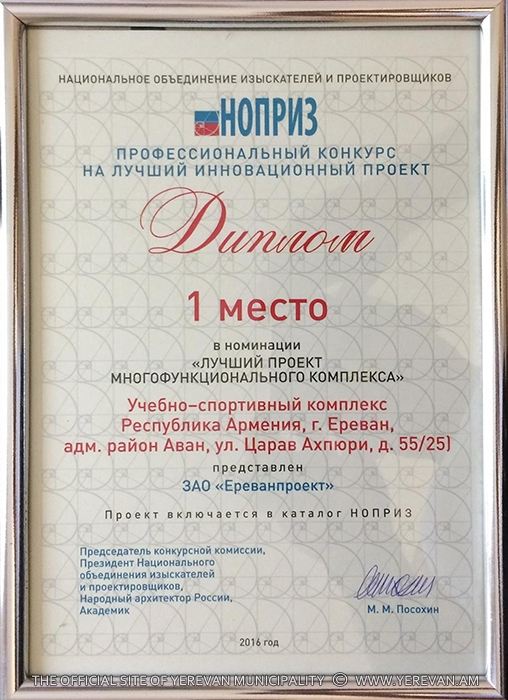 НАЦИОНАЛЬНОЕ ОБЪЕДИНЕНИЕ ИЗЫСКАТЕЛЕЙ И ПРОЕКТИРОВЩИКОВ
НОПРИЗ
ПРОФЕССИОНАЛЬНЫЙ КОНКУРС
НА ЛУЧШИЙ ИННОВАЦИОННЫЙ ПРОЕКТ
Диплом
1 место
в номинации
«ЛУЧШИЙ ПРОЕКТ
МНОГОФУНКЦИОНАЛЬНОГО КОМПЛЕКСА»
Учебно–спортивный комплекс
Республика Армения, г. Ереван,
адм. район Аван, ул. Царав Ахпюри, д. 55/25)
представлен
ЗАО «Ереванпроект»
Проект включается в каталог НОПРИЗ
Председатель конкурсной комиссии,
Президент Национального
объединения изыскателей
и проектировщиков,
Народный архитектор России,
Академик
М. М. Посохин
2016 год
THE OFFICIAL SITE OF YEREVAN MUNICIPALITY © WWW.YEREVAN.AM